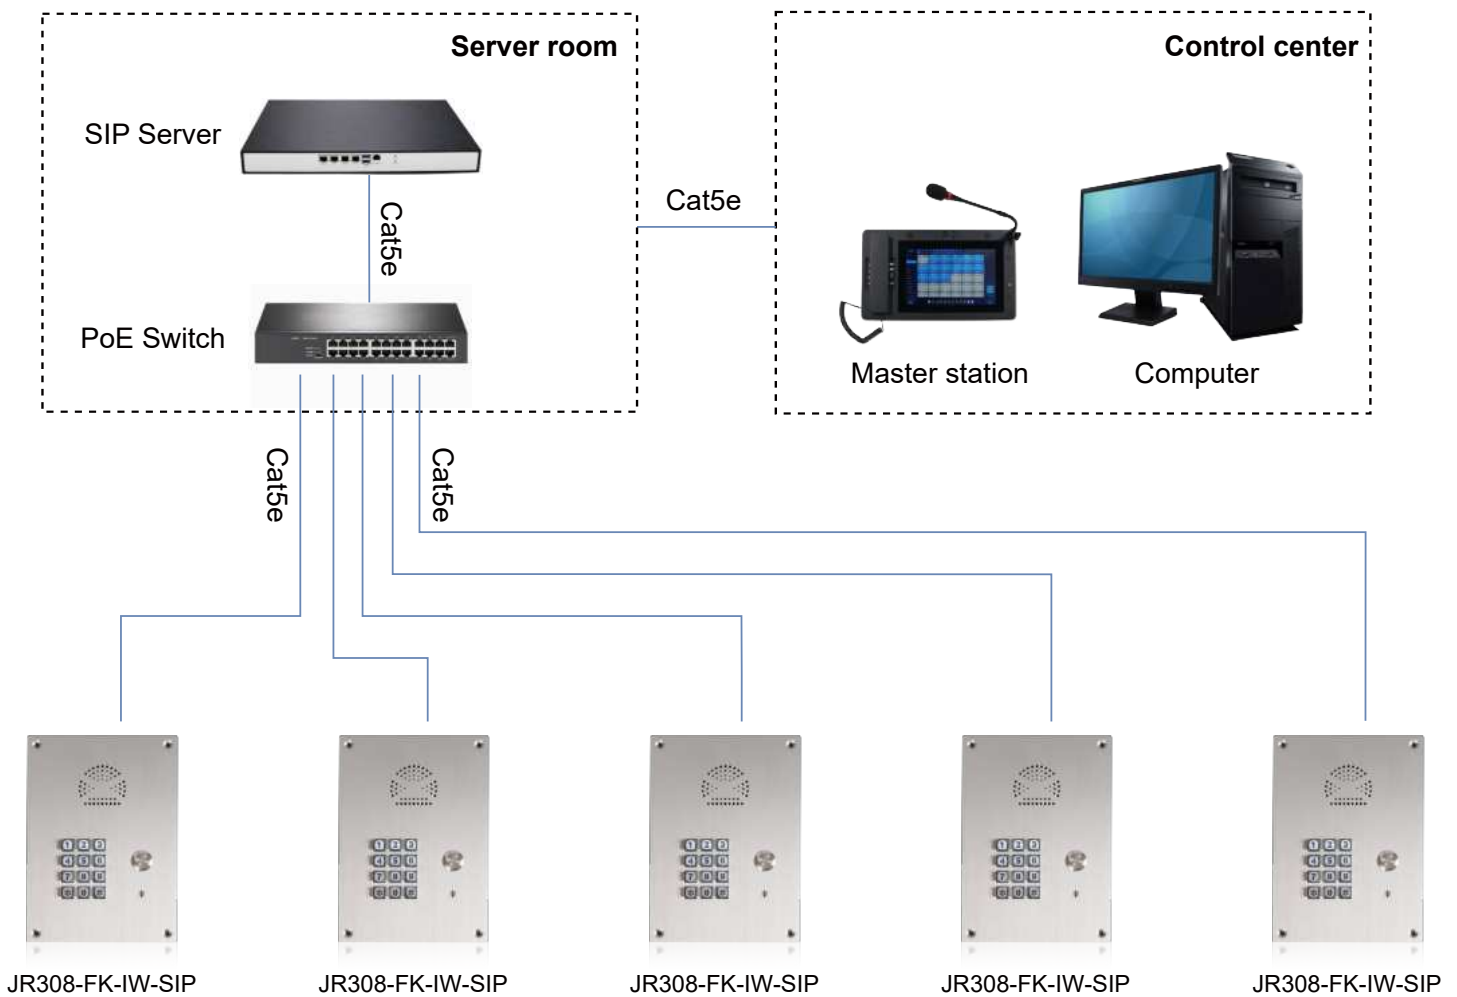 Server room
Control center
SIP Server
Cat5e
Cat5e
PoE Switch
Master station
Computer
Cat5e
Cat5e
JR308-FK-IW-SIP
JR308-FK-IW-SIP
JR308-FK-IW-SIP
JR308-FK-IW-SIP
JR308-FK-IW-SIP